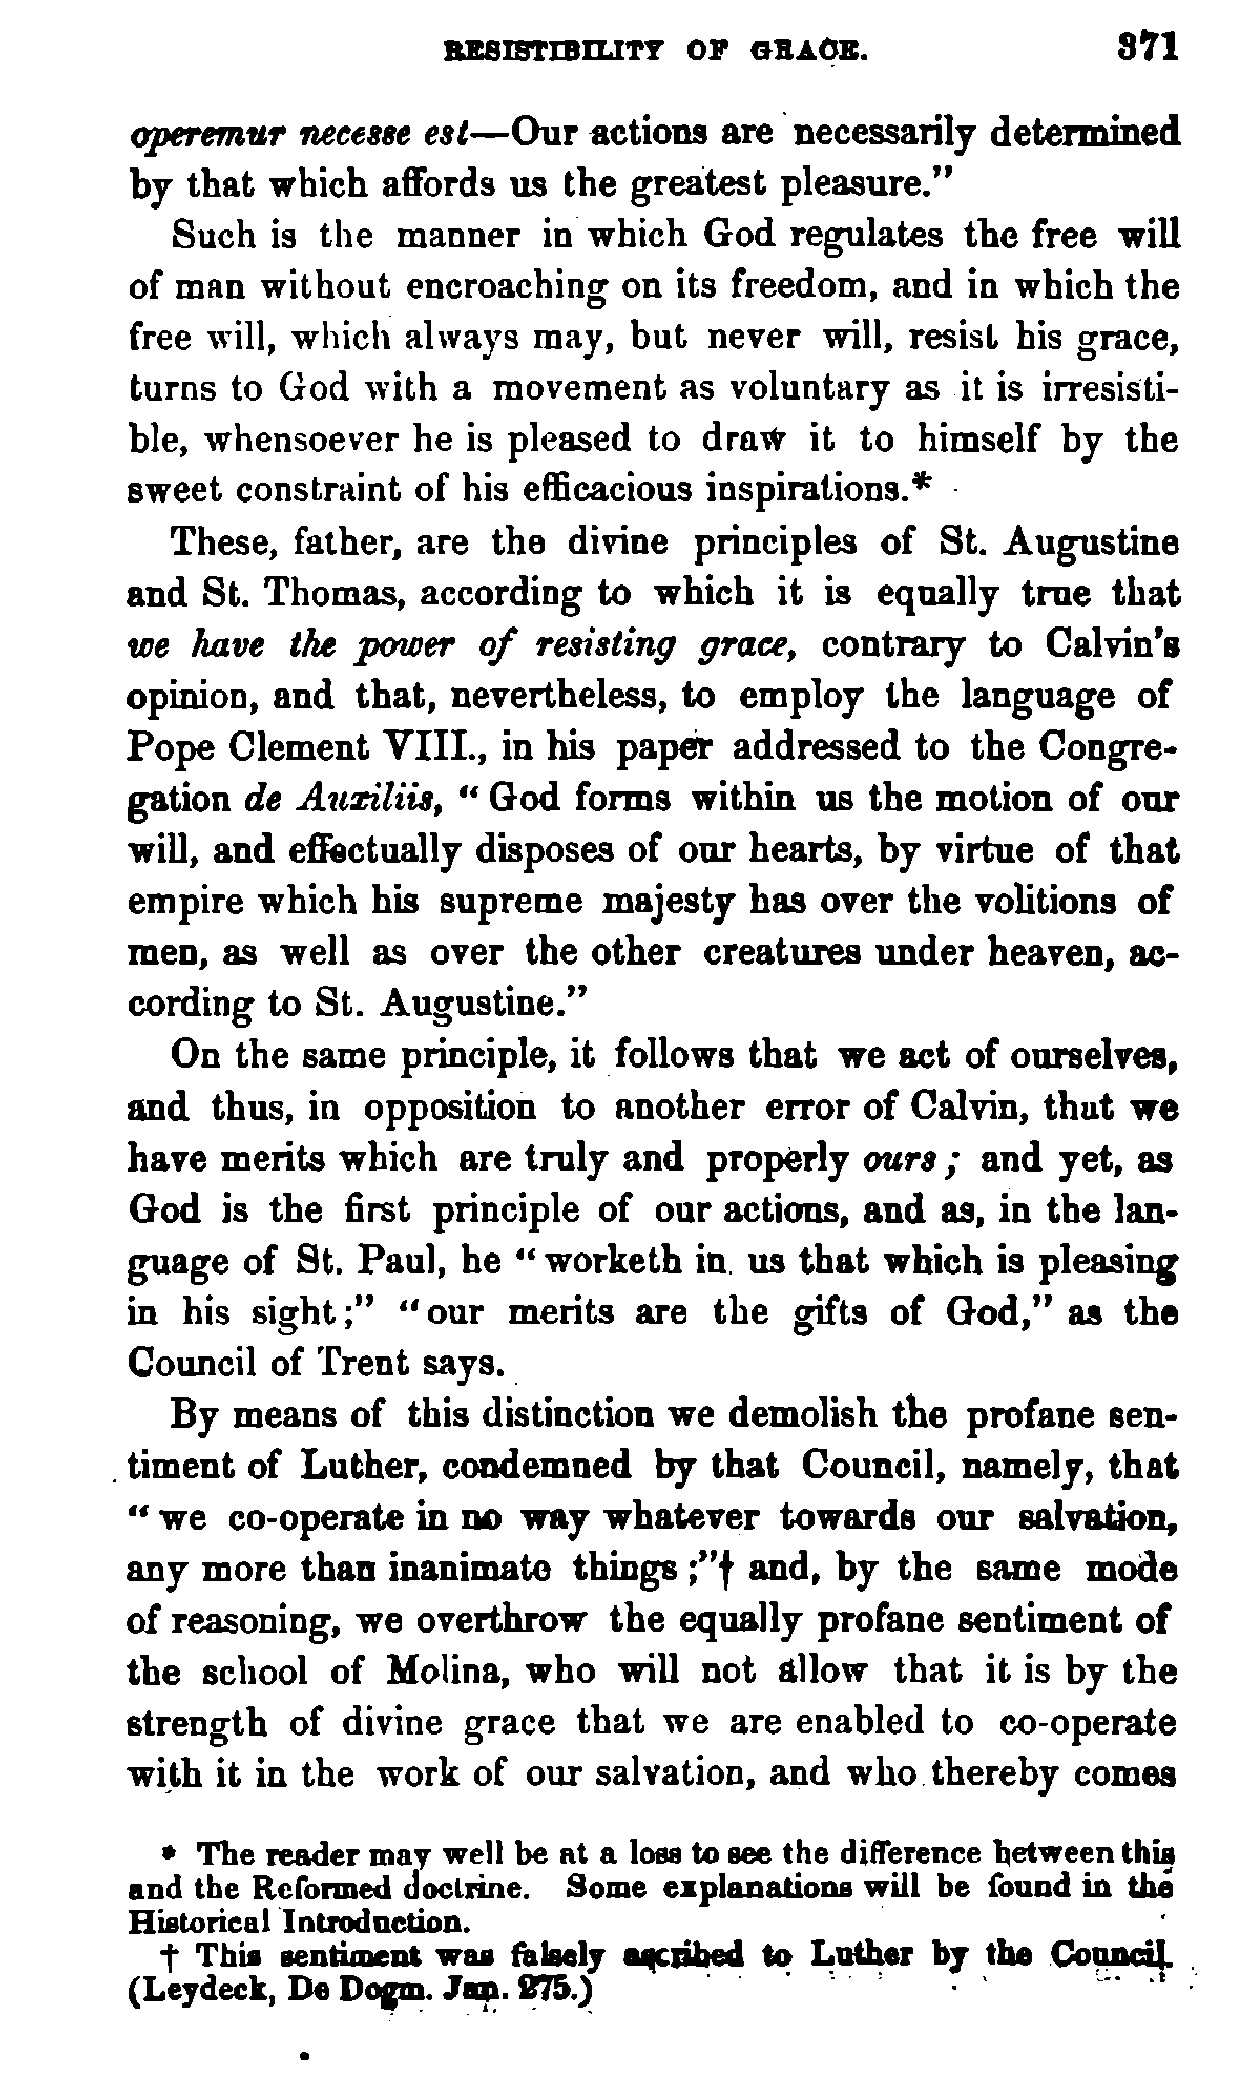 RESISTIBILITY OF GRACE. 371
operemur necesse est—Our actions are necessarily determined
by that which affords us the greatest pleasure.”
Such is the manner in which God regulates the free will
of man without encroaching on its freedom, and in which the
free will, which always may, but never will, resist his grace,
turns to God with a movement as voluntary as it is irresisti-
ble, whensoever he is pleased to draw it to himself by the
sweet constraint of his efficacious inspirations.*
These, father, are the divine principles of St. Augustine
and St. Thomas, according to which it is equally true that
we have the power of resisting grace, contrary to Calvin's
opinion, and that, nevertheless, to employ the language of
Pope Clement VIII., in his paper addressed to the Congre-
gation de Auxiliis, “ God forms within us the motion of our
will, and effectually disposes of our hearts, by virtue of that
empire which his supreme majesty has over the volitions of
men, as well as over the other creatures under heaven, ac-
cording to St. Augustine.”
On the same principle, it follows that we act of ourselves,
and thus, in opposition to another error of Calvin, that we
have merits which are truly and properly ours ; and yet, as
God is the first principle of our actions, and as, in the lan-
guage of St. Paul, he “ worketh in us that which is pleasing
in his sight ;” “ our merits are the gifts of God,” as the
Council of Trent says.
By means of this distinction we demolish the profane sen-
timent of Luther, condemned by that Council, namely, that
“ we co-operate in no way whatever towards our salvation,
any more than inanimate things ;”† and, by the same mode
of reasoning, we overthrow the equally profane sentiment of
the school of Molina, who will not allow that it is by the
strength of divine grace that we are enabled to co-operate
with it in the work of our salvation, and who thereby comes
* The reader may well be at a loss to see the difference between this
and the Reformed doctrine. Some explanations will be found in the
Historical Introduction.
† This sentiment was falsely ascribed to Luther by the Council.
(Leydeck, De Dogm. Jan. 275.)